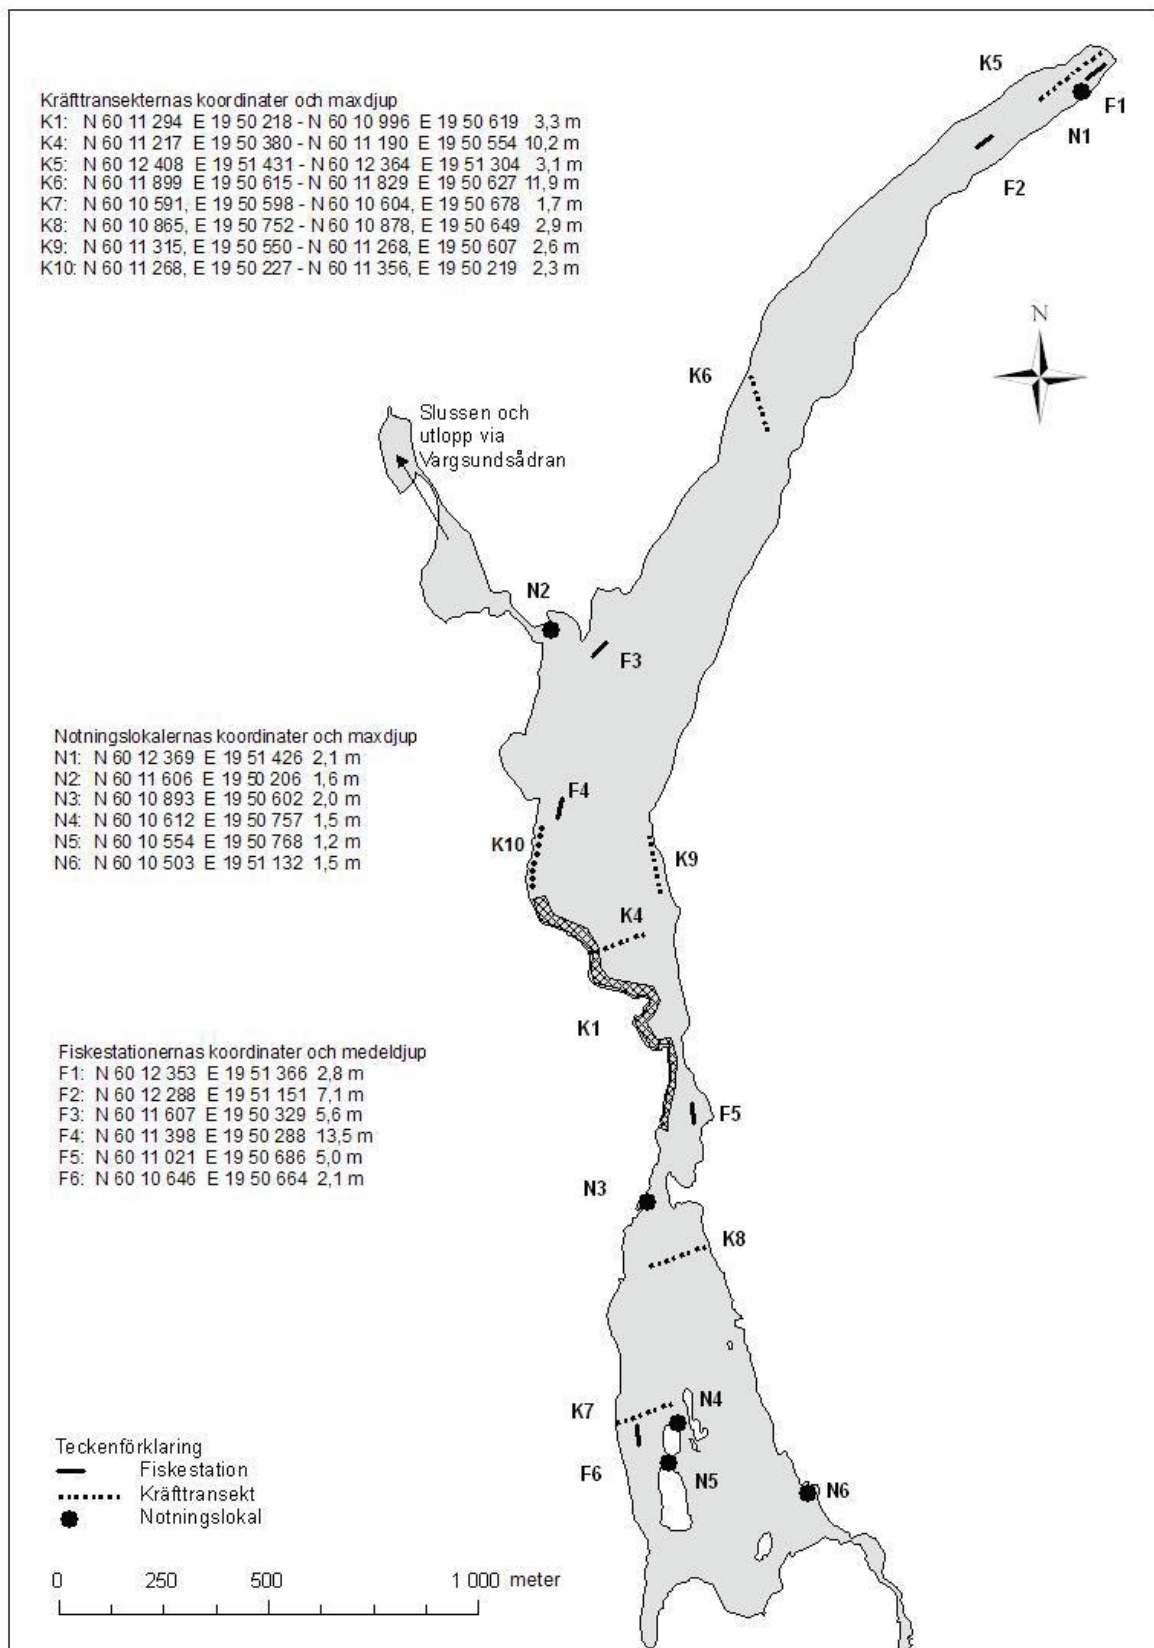 Kräfttransekternas koordinater och maxdjup
K1: N 60 11 294 E 19 50 218 - N 60 10 996 E 19 50 619 3,3 m
K4: N 60 11 217 E 19 50 380 - N 60 11 190 E 19 50 554 10,2 m
K5: N 60 12 408 E 19 51 431 - N 60 12 364 E 19 51 304 3,1 m
K6: N 60 11 899 E 19 50 615 - N 60 11 829 E 19 50 627 11,9 m
K7: N 60 10 591, E 19 50 598 - N 60 10 604, E 19 50 678 1,7 m
K8: N 60 10 865, E 19 50 752 - N 60 10 878, E 19 50 649 2,9 m
K9: N 60 11 315, E 19 50 550 - N 60 11 268, E 19 50 607 2,6 m
K10: N 60 11 268, E 19 50 227 - N 60 11 356, E 19 50 219 2,3 m
K5
F1
N1
F2
N
K6
Slussen och
utlopp via
Vargsundsådran
N2
F3
Notningslokalernas koordinater och maxdjup
N1: N 60 12 369 E 19 51 426 2,1 m
N2: N 60 11 606 E 19 50 206 1,6 m
N3: N 60 10 893 E 19 50 602 2,0 m
N4: N 60 10 612 E 19 50 757 1,5 m
N5: N 60 10 554 E 19 50 768 1,2 m
N6: N 60 10 503 E 19 51 132 1,5 m
F4
K10
K9
K4
K1
Fiskestationernas koordinater och medeldjup
F1: N 60 12 353 E 19 51 366 2,8 m
F2: N 60 12 288 E 19 51 151 7,1 m
F3: N 60 11 607 E 19 50 329 5,6 m
F4: N 60 11 398 E 19 50 288 13,5 m
F5: N 60 11 021 E 19 50 686 5,0 m
F6: N 60 10 646 E 19 50 664 2,1 m
F5
N3
K8
K7
N4
F6
N5
N6
Teckenförklaring
Fiskestation
Kräfttransekt
Notningslokal
0 250 500 1 000 meter